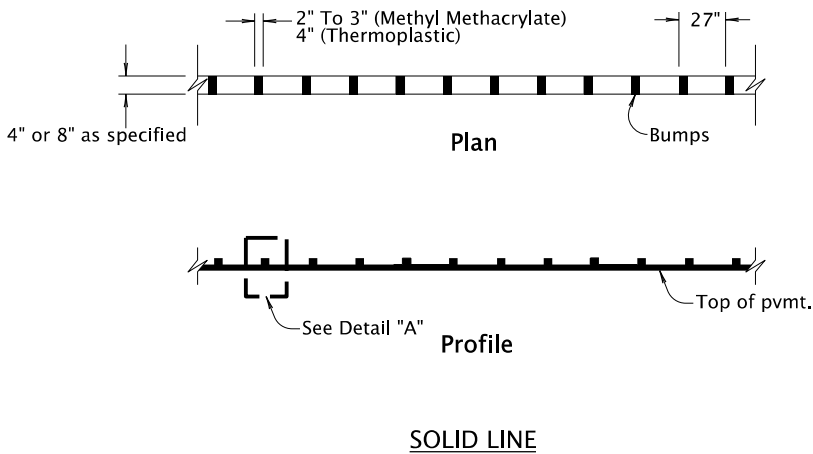 2" To 3" (Methyl Methacrylate)
4" (Thermoplastic)
27"
4" or 8" as specified
Plan
Bumps
See Detail "A"
Top of pvmt.
Profile
SOLID LINE